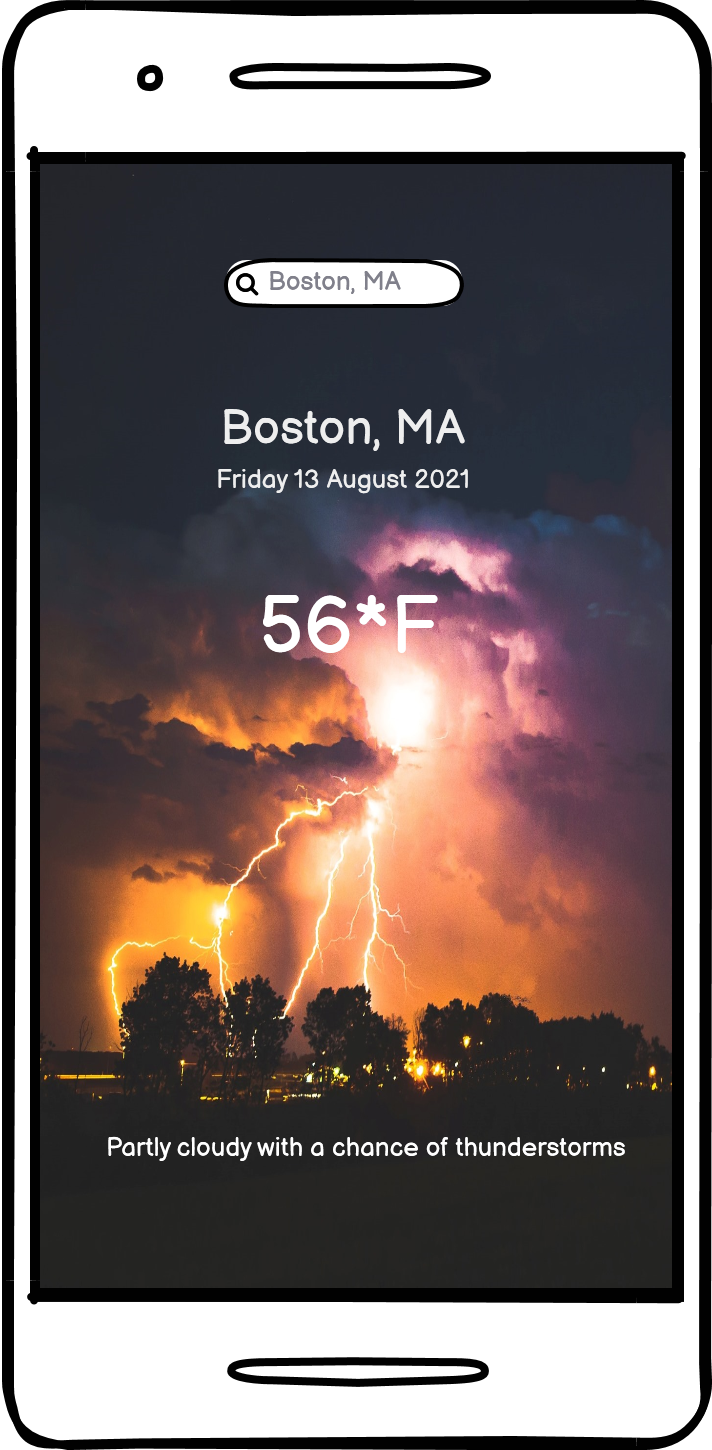 Boston, MA
Boston, MA
Friday 13 August 2021
56*F
Partly cloudy with a chance of thunderstorms